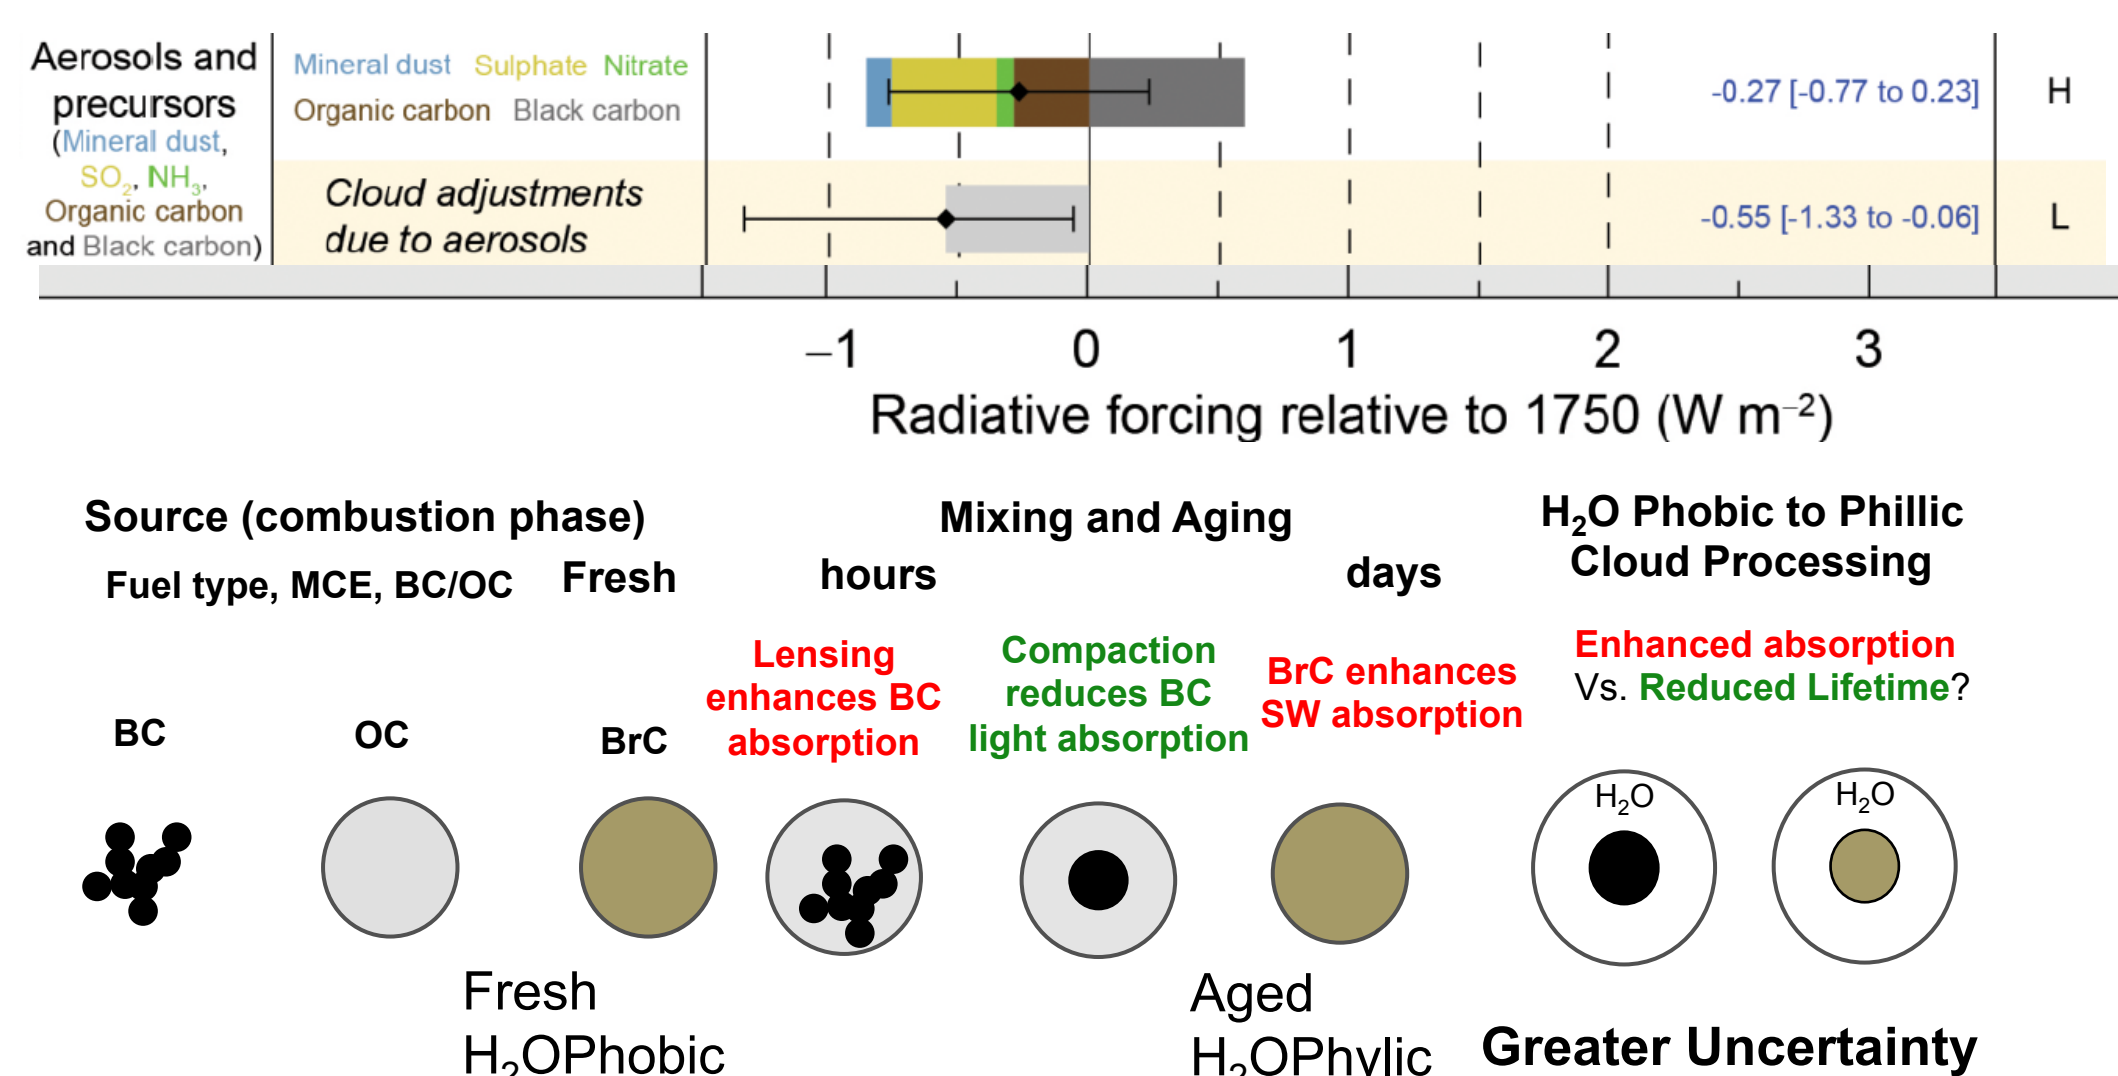 Aerosols and
precursors
(Mineral dust,
SO₂, NH₃,
Organic carbon
and Black carbon)
Mineral dust Sulphate Nitrate
Organic carbon Black carbon
-0.27 [-0.77 to 0.23]
H
Cloud adjustments
due to aerosols
-0.55 [-1.33 to -0.06]
L
−1 0 1 2 3
Radiative forcing relative to 1750 (W m⁻²)
Source (combustion phase)
Fuel type, MCE, BC/OC
Fresh
Mixing and Aging
hours
days
H₂O Phobic to Phillic
Cloud Processing
BC
OC
BrC
Lensing
enhances BC
absorption
Compaction
reduces BC
light absorption
BrC enhances
SW absorption
Enhanced absorption
Vs. Reduced Lifetime?
H₂O
H₂O
Fresh
H₂OPhobic
Aged
H₂OPhylic
Greater Uncertainty